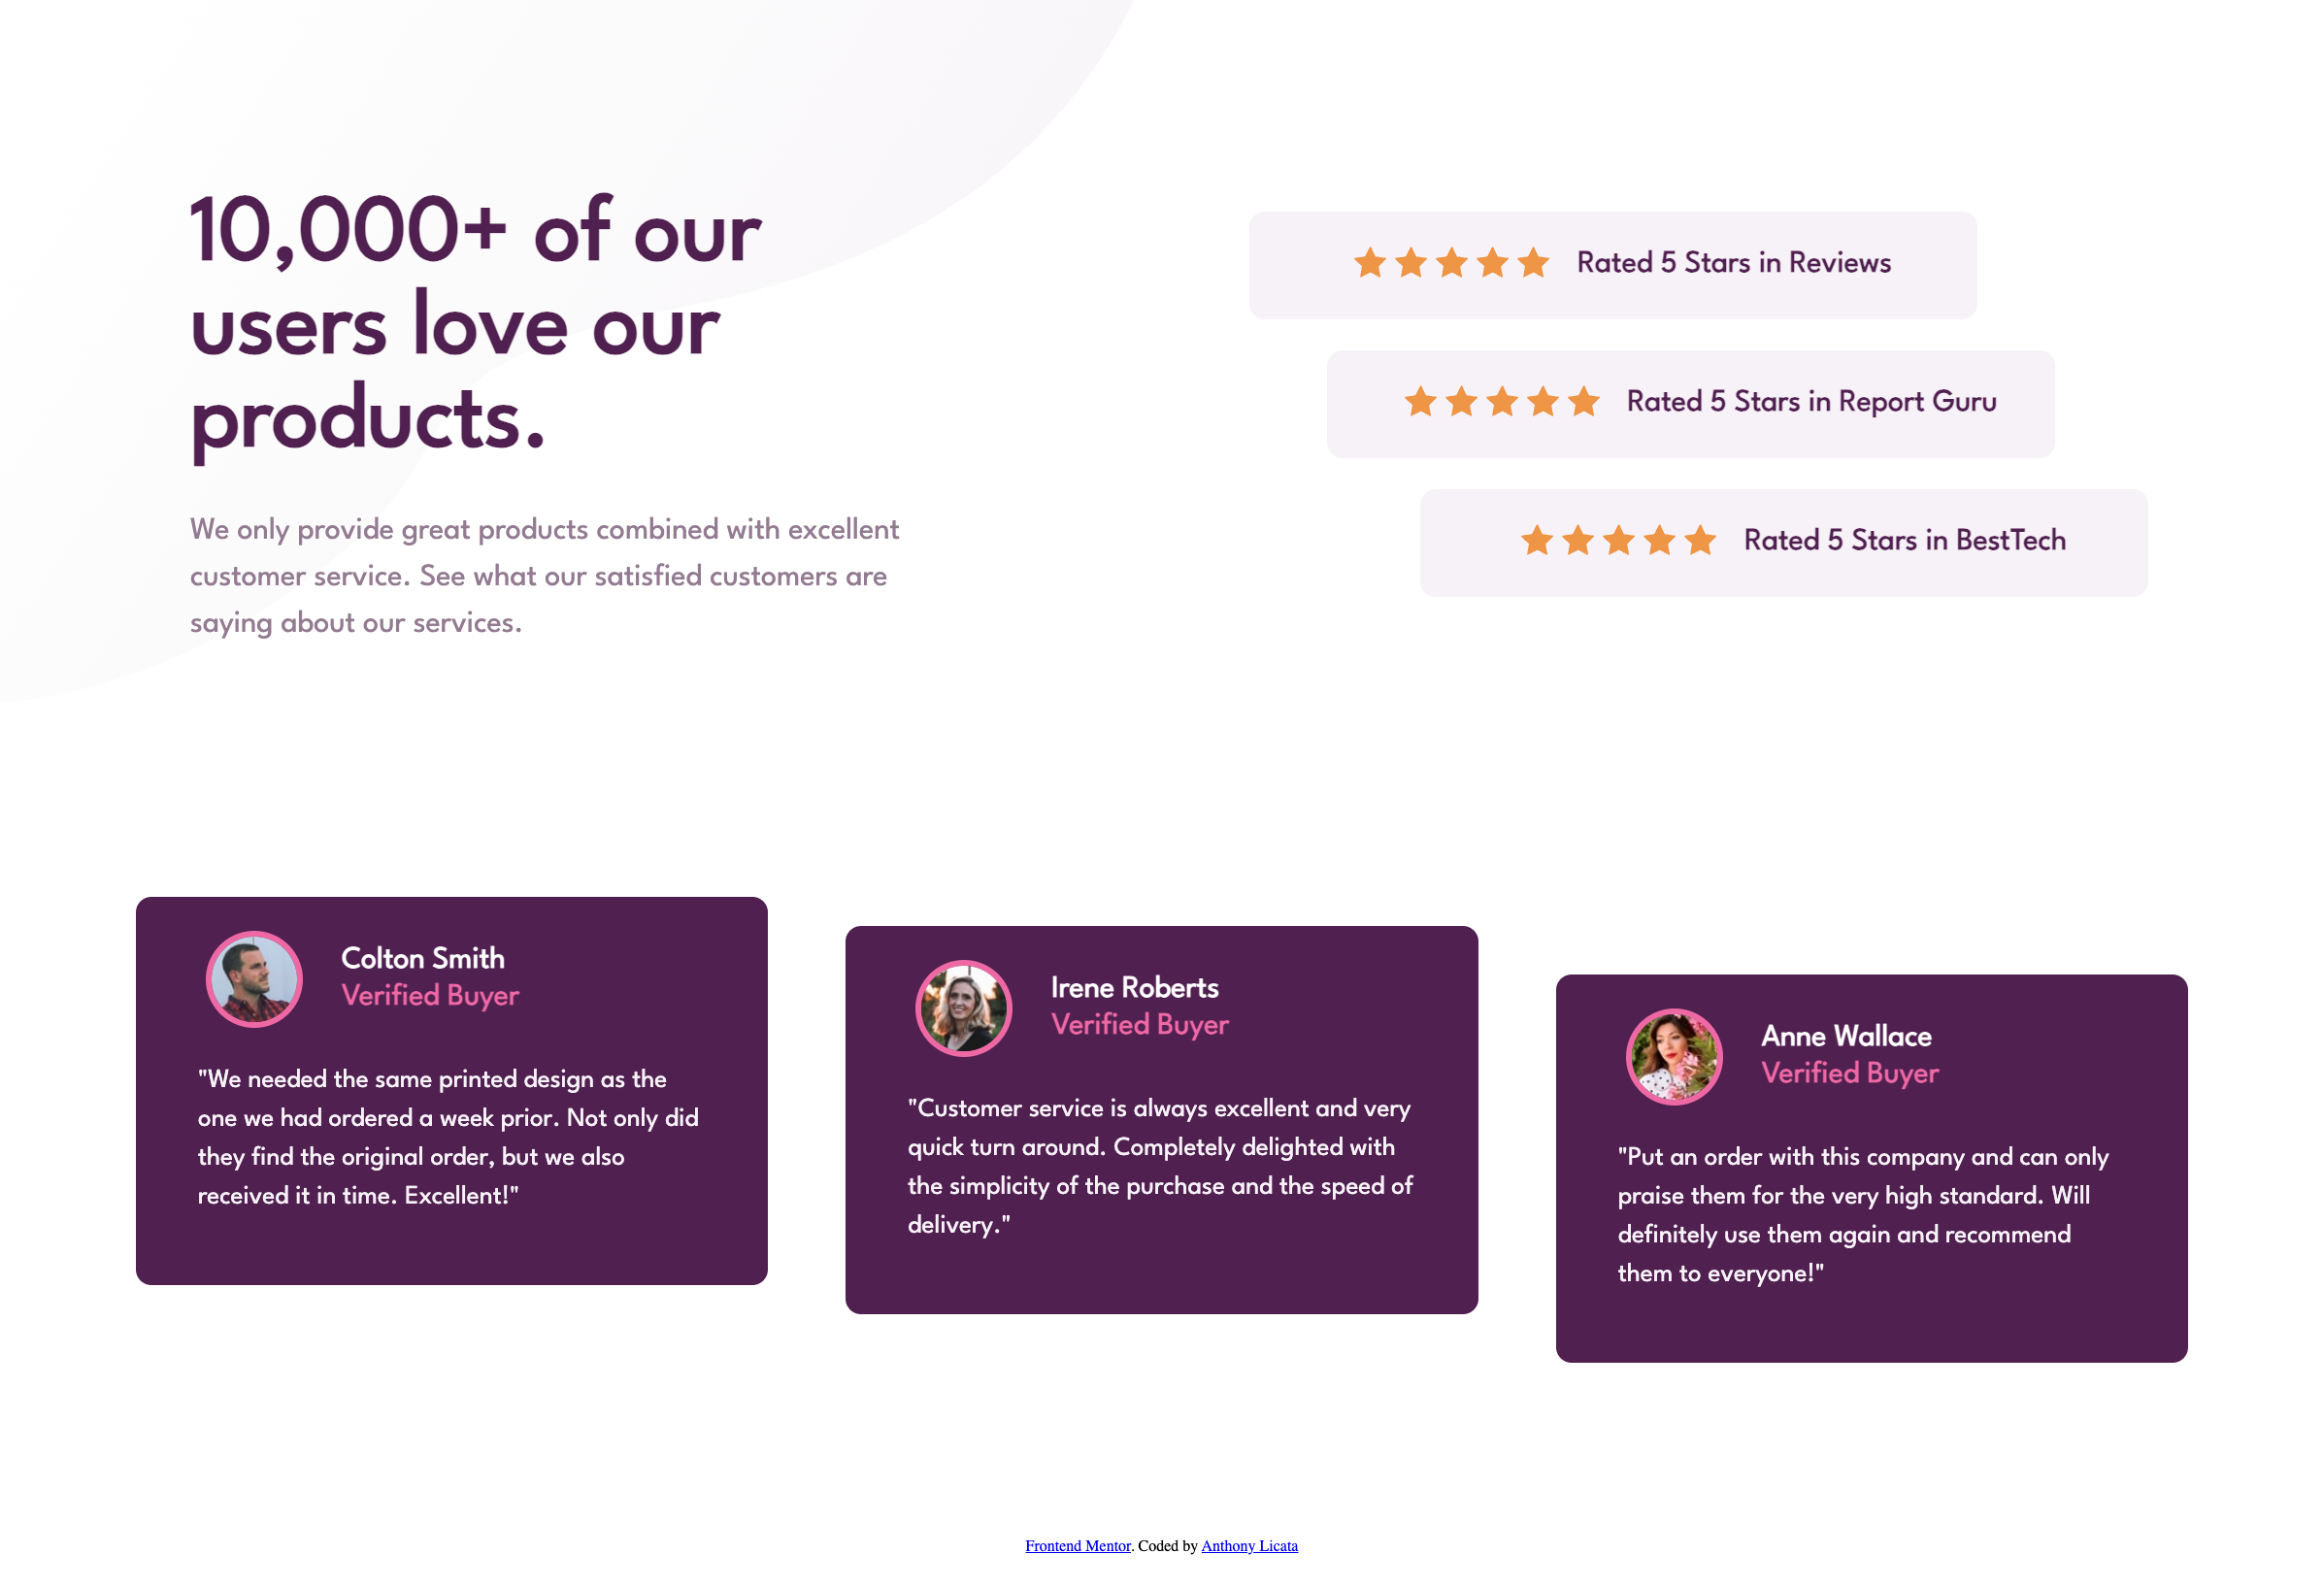 10,000+ of our
users love our
products.
We only provide great products combined with excellent
customer service. See what our satisfied customers are
saying about our services.
Rated 5 Stars in Reviews
Rated 5 Stars in Report Guru
Rated 5 Stars in BestTech
Colton Smith
Verified Buyer
"We needed the same printed design as the
one we had ordered a week prior. Not only did
they find the original order, but we also
received it in time. Excellent!"
Irene Roberts
Verified Buyer
"Customer service is always excellent and very
quick turn around. Completely delighted with
the simplicity of the purchase and the speed of
delivery."
Anne Wallace
Verified Buyer
"Put an order with this company and can only
praise them for the very high standard. Will
definitely use them again and recommend
them to everyone!"
Frontend Mentor. Coded by Anthony Licata